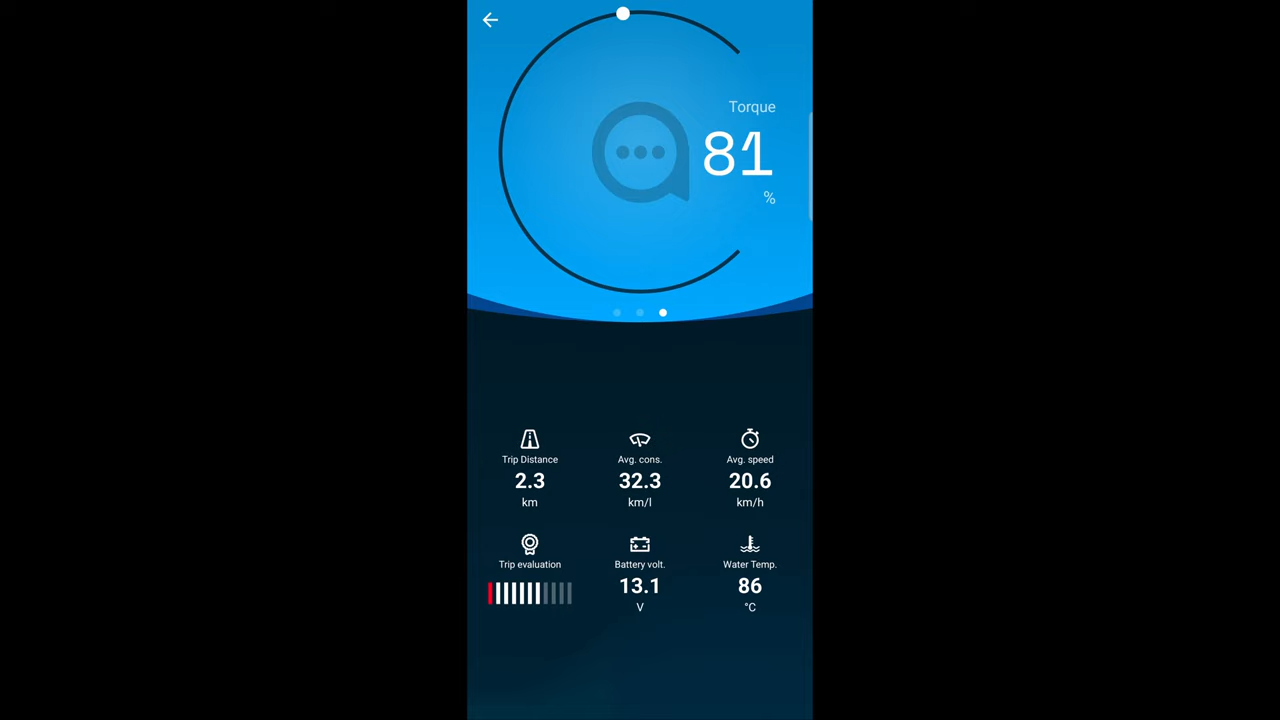 Torque
81
%
Trip Distance
2.3
km
Avg. cons.
32.3
km/l
Avg. speed
20.6
km/h
Trip evaluation
Battery volt.
13.1
V
Water Temp.
86
°C